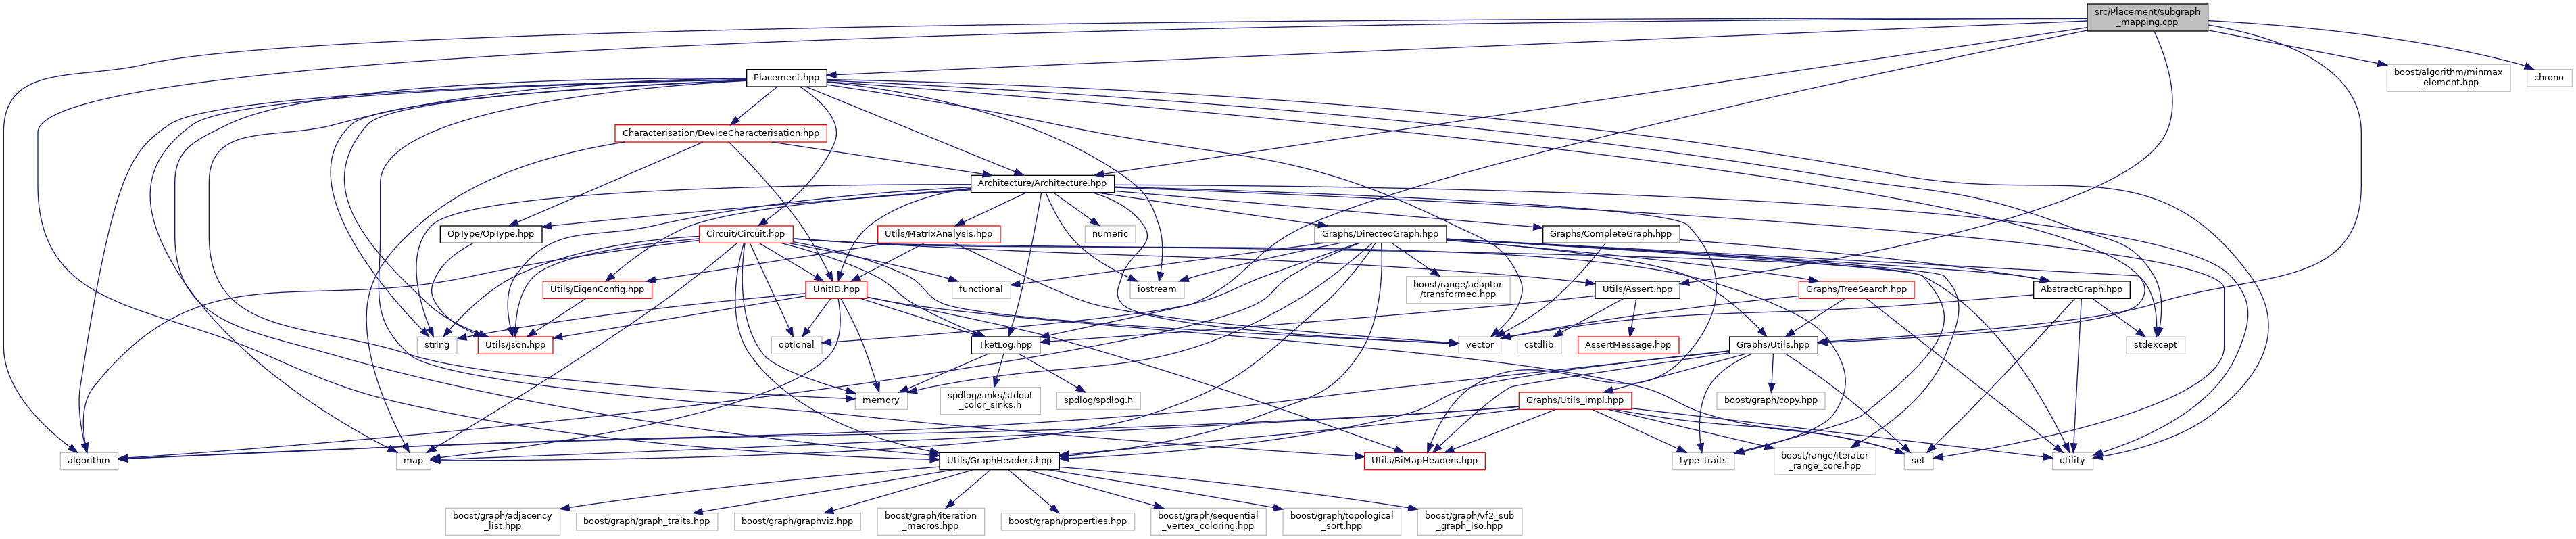 src/Placement/subgraph
_mapping.cpp
Placement.hpp
boost/algorithm/minmax
_element.hpp
chrono
Characterisation/DeviceCharacterisation.hpp
Architecture/Architecture.hpp
OpType/OpType.hpp
Circuit/Circuit.hpp
Utils/MatrixAnalysis.hpp
numeric
Graphs/DirectedGraph.hpp
Graphs/CompleteGraph.hpp
Utils/EigenConfig.hpp
UnitID.hpp
functional
iostream
boost/range/adaptor
/transformed.hpp
Utils/Assert.hpp
Graphs/TreeSearch.hpp
AbstractGraph.hpp
string
Utils/Json.hpp
optional
TketLog.hpp
vector
cstdlib
AssertMessage.hpp
Graphs/Utils.hpp
stdexcept
memory
spdlog/sinks/stdout
_color_sinks.h
spdlog/spdlog.h
Graphs/Utils_impl.hpp
boost/graph/copy.hpp
algorithm
map
Utils/GraphHeaders.hpp
Utils/BiMapHeaders.hpp
type_traits
boost/range/iterator
_range_core.hpp
set
utility
boost/graph/adjacency
_list.hpp
boost/graph/graph_traits.hpp
boost/graph/graphviz.hpp
boost/graph/iteration
_macros.hpp
boost/graph/properties.hpp
boost/graph/sequential
_vertex_coloring.hpp
boost/graph/topological
_sort.hpp
boost/graph/vf2_sub
_graph_iso.hpp